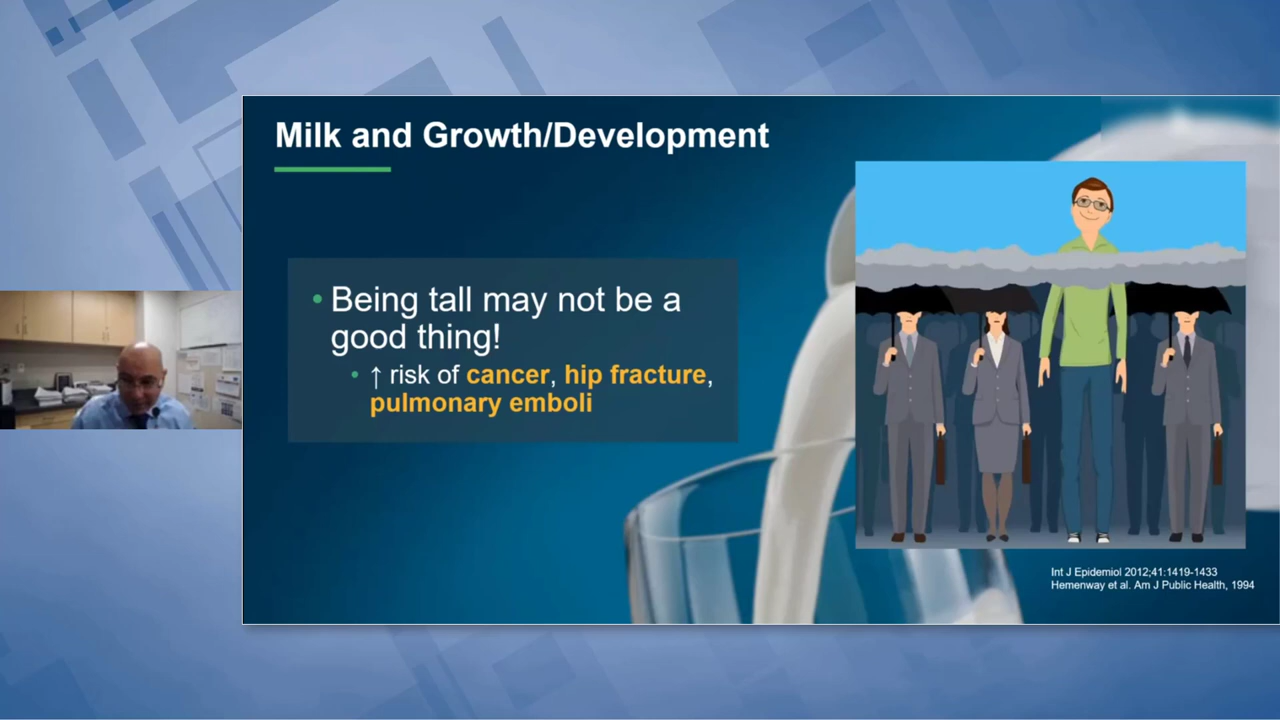 Milk and Growth/Development
• Being tall may not be a
good thing!
• ↑ risk of cancer, hip fracture,
pulmonary emboli
Int J Epidemiol 2012;41:1419-1433
Hemenway et al. Am J Public Health, 1994